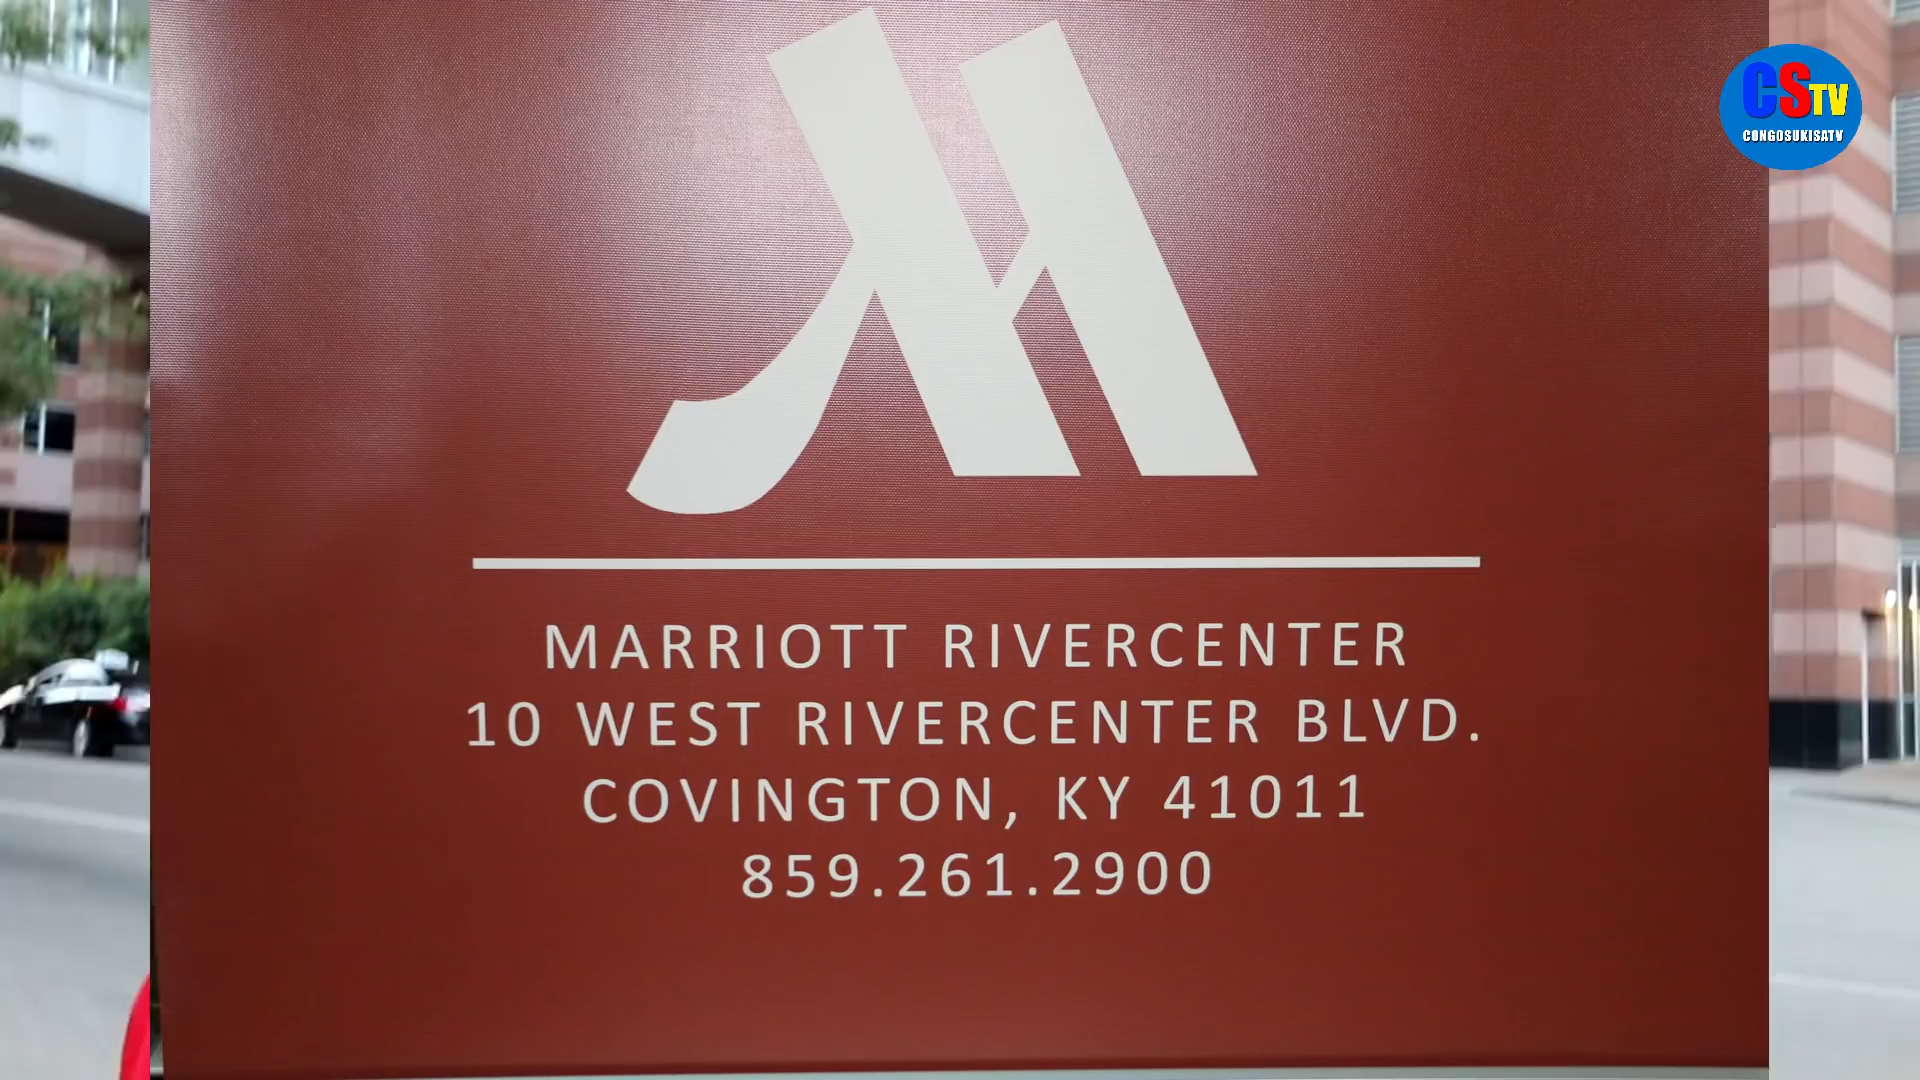 CSTV
CONGOSUKISATV
MARRIOTT RIVERCENTER
10 WEST RIVERCENTER BLVD.
COVINGTON, KY 41011
859.261.2900